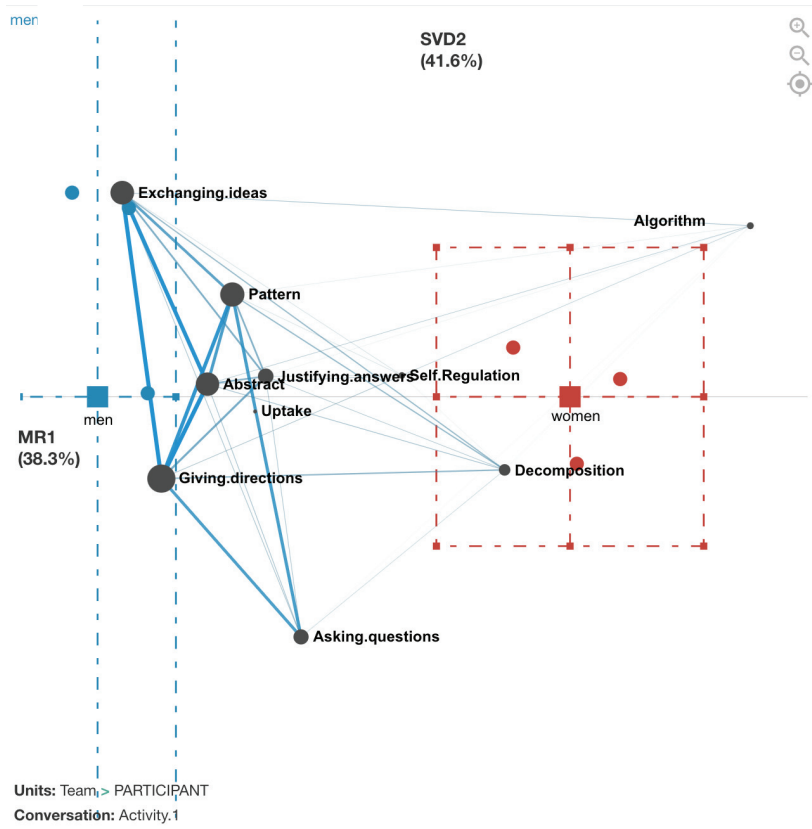 men
SVD2
(41.6%)
Exchanging.ideas
Algorithm
Pattern
Justifying.answers
Self.Regulation
Abstract
Uptake
men
women
MR1
(38.3%)
Decomposition
Giving.directions
Asking.questions
Units: Team > PARTICIPANT
Conversation: Activity.1